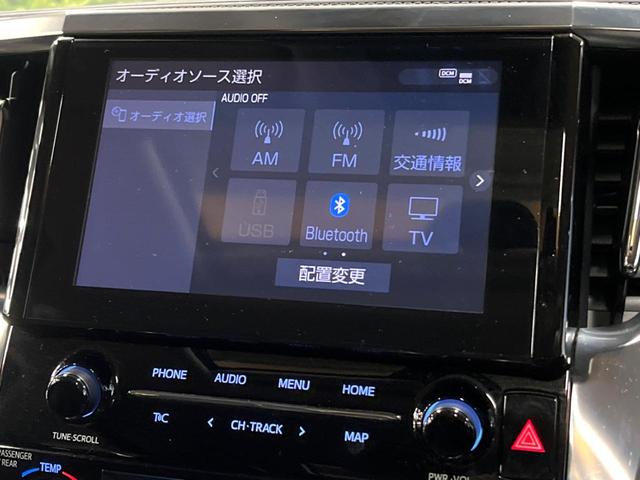 オーディオソース選択
DCM
DCM
オーディオ選択
AUDIO OFF
AM
FM
交通情報
USB
Bluetooth
TV
配置変更
PHONE
AUDIO
MENU
HOME
T℃
CH·TRACK
MAP
TUNE·SCROLL
PASSENGER
REAR
TEMP
PWR·VOL